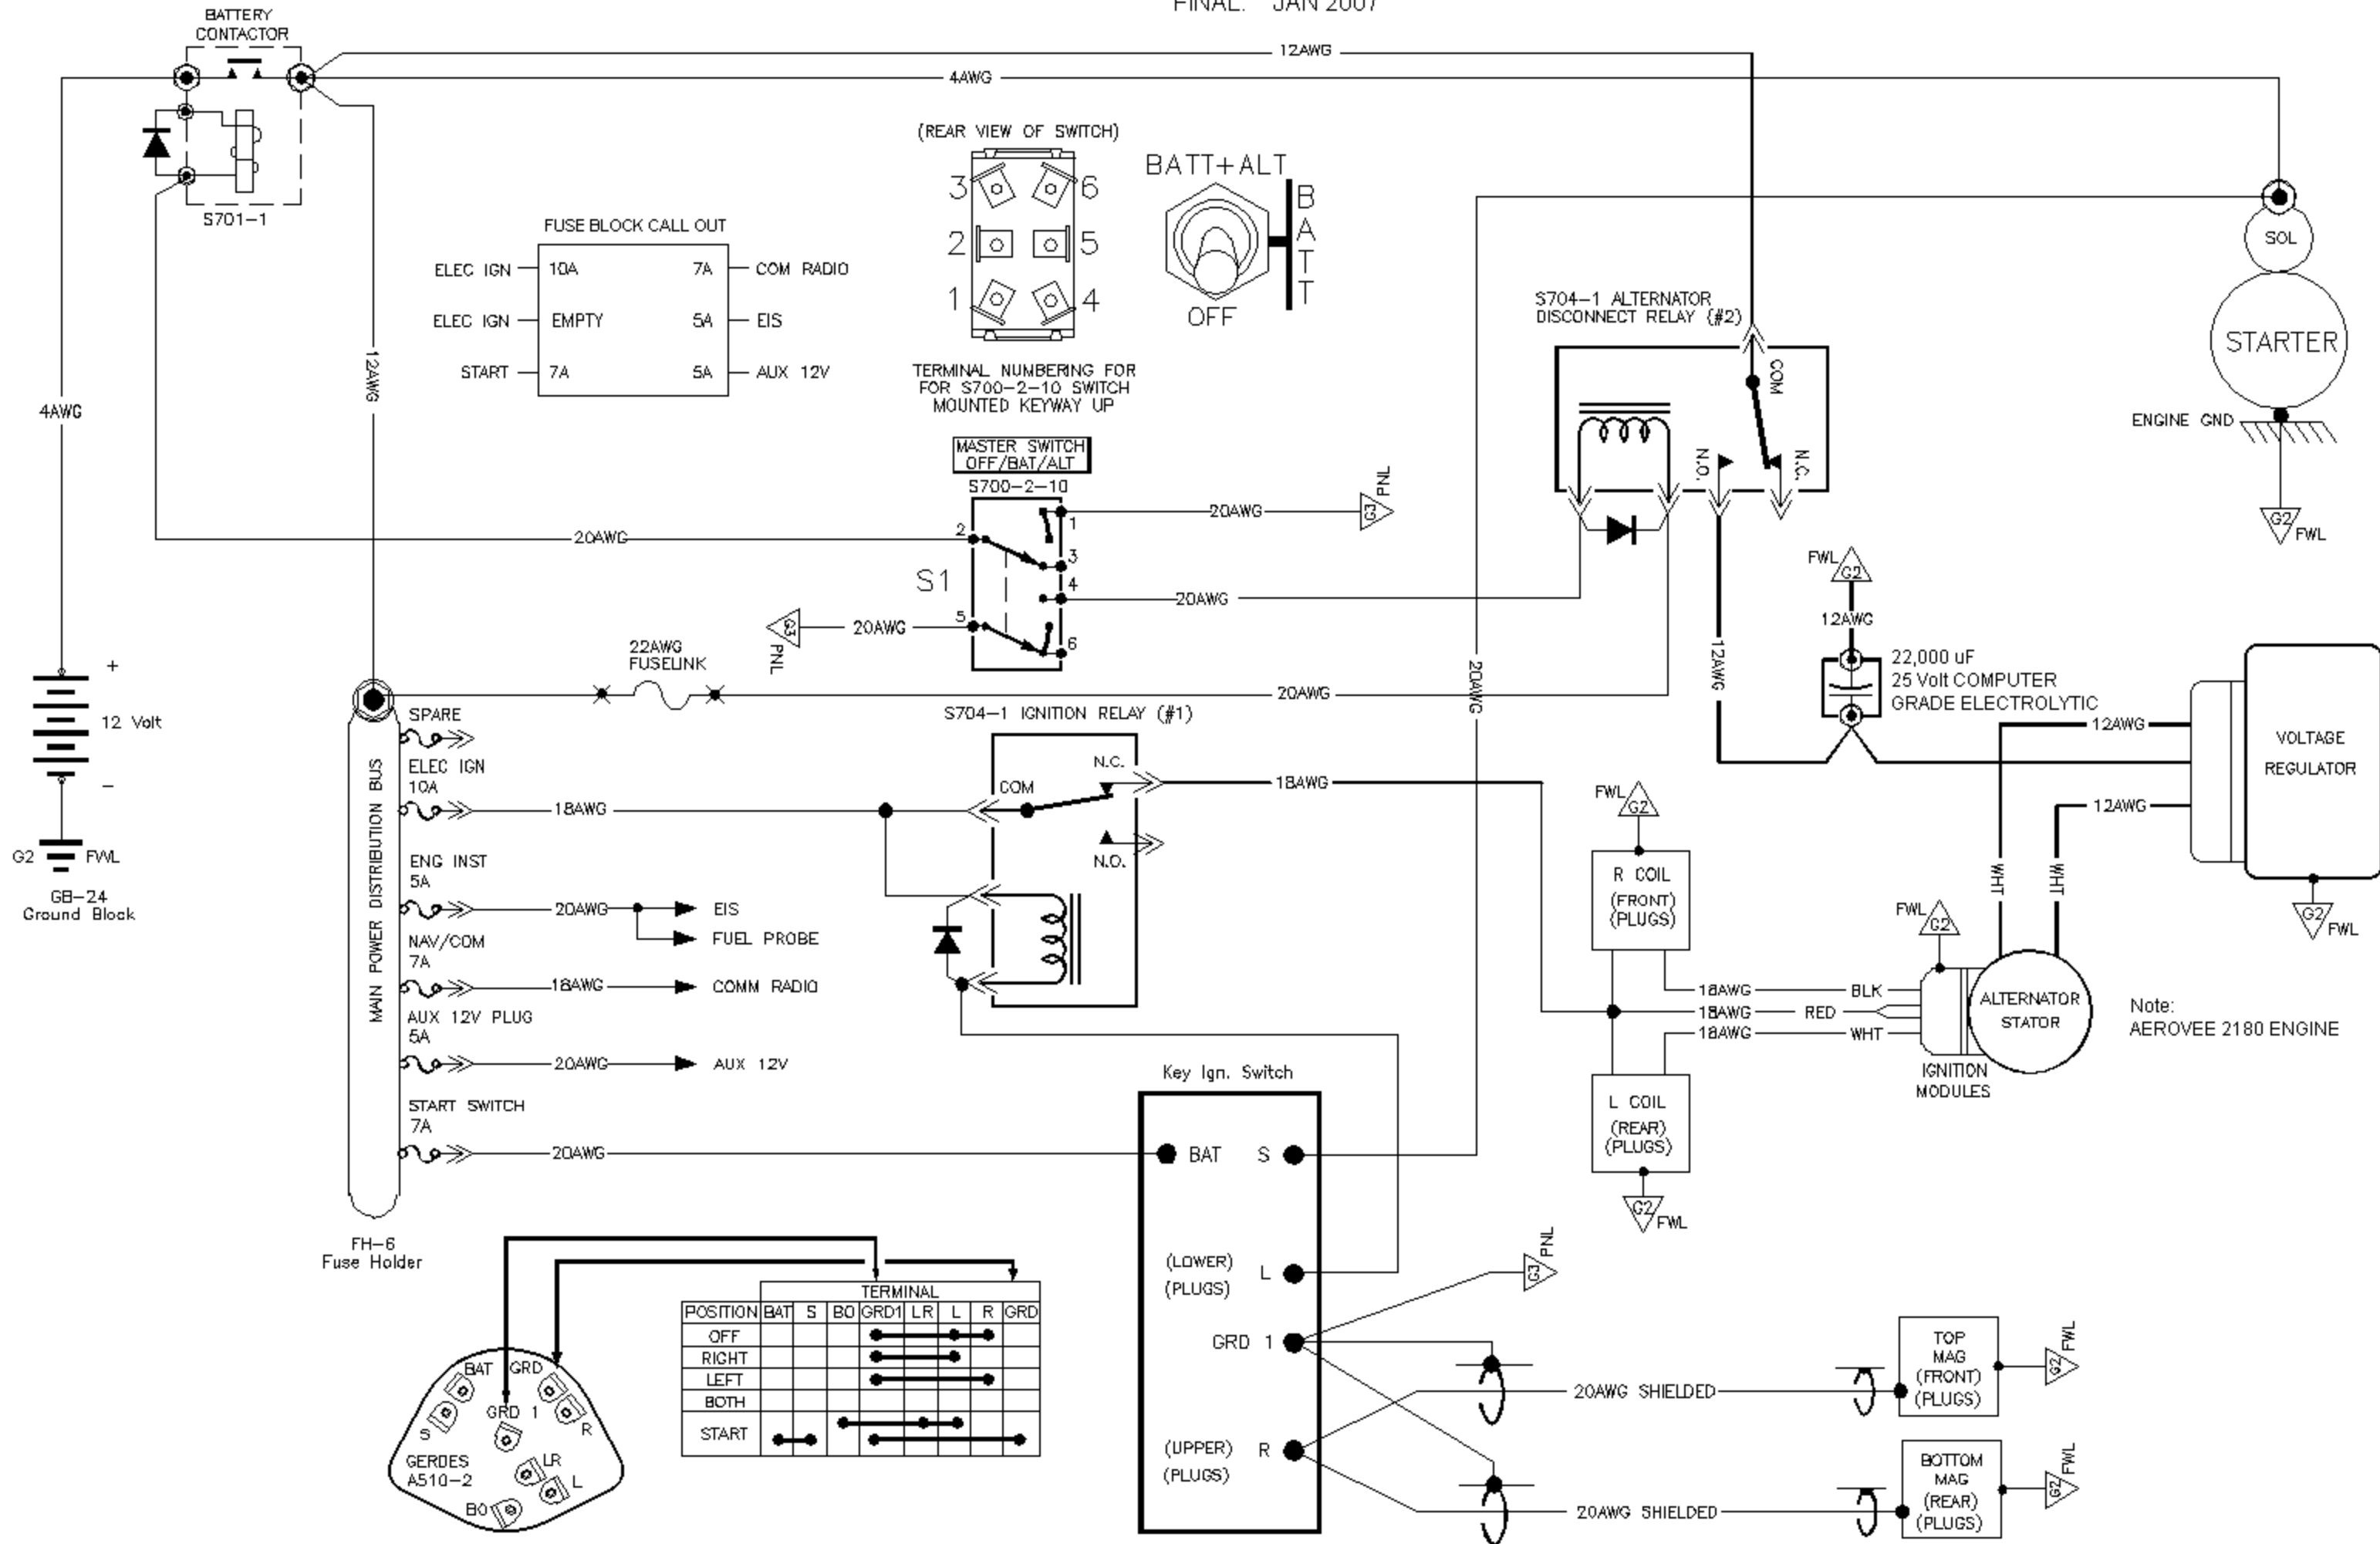 FINAL: JAN 2007
BATTERY
CONTACTOR
12AWG
4AWG
S701-1
(REAR VIEW OF SWITCH)
3
6
2
5
1
4
TERMINAL NUMBERING FOR
FOR S700-2-10 SWITCH
MOUNTED KEYWAY UP
BATT+ALT
BATT
OFF
FUSE BLOCK CALL OUT
ELEC IGN 10A 7A COM RADIO
ELEC IGN EMPTY 5A EIS
START 7A 5A AUX 12V
12AWG
4AWG
SOL
STARTER
ENGINE GND
G2 FWL
S704-1 ALTERNATOR
DISCONNECT RELAY (#2)
COM
N.O.
N.C.
MASTER SWITCH
OFF/BAT/ALT
S700-2-10
S1
1
2
3
4
5
6
20AWG
G3 PNL
20AWG
20AWG
20AWG
G3 PNL
22AWG
FUSELINK
20AWG
20AWG
12AWG
FWL G2
12AWG
22,000 uF
25 Volt COMPUTER
GRADE ELECTROLYTIC
VOLTAGE
REGULATOR
12AWG
12AWG
WHT
WHT
G2 FWL
+
12 Volt
-
G2 FWL
GB-24
Ground Block
MAIN POWER DISTRIBUTION BUS
SPARE
ELEC IGN
10A
18AWG
ENG INST
5A
20AWG
EIS
FUEL PROBE
NAV/COM
7A
18AWG
COMM RADIO
AUX 12V PLUG
5A
20AWG
AUX 12V
START SWITCH
7A
20AWG
FH-6
Fuse Holder
S704-1 IGNITION RELAY (#1)
COM
N.C.
N.O.
18AWG
FWL G2
R COIL
(FRONT)
(PLUGS)
18AWG BLK
18AWG RED
18AWG WHT
L COIL
(REAR)
(PLUGS)
G2 FWL
FWL G2
ALTERNATOR
STATOR
IGNITION
MODULES
Note:
AEROVEE 2180 ENGINE
Key Ign. Switch
BAT
S
(LOWER)
(PLUGS)
L
GRD 1
(UPPER)
(PLUGS)
R
G3 PNL
20AWG SHIELDED
TOP
MAG
(FRONT)
(PLUGS)
G2 FWL
20AWG SHIELDED
BOTTOM
MAG
(REAR)
(PLUGS)
G2 FWL
TERMINAL
POSITION BAT S BO GRD1 LR L R GRD
OFF
RIGHT
LEFT
BOTH
START
BAT
GRD
GRD 1
S
R
GERDES
A510-2
LR
L
BO